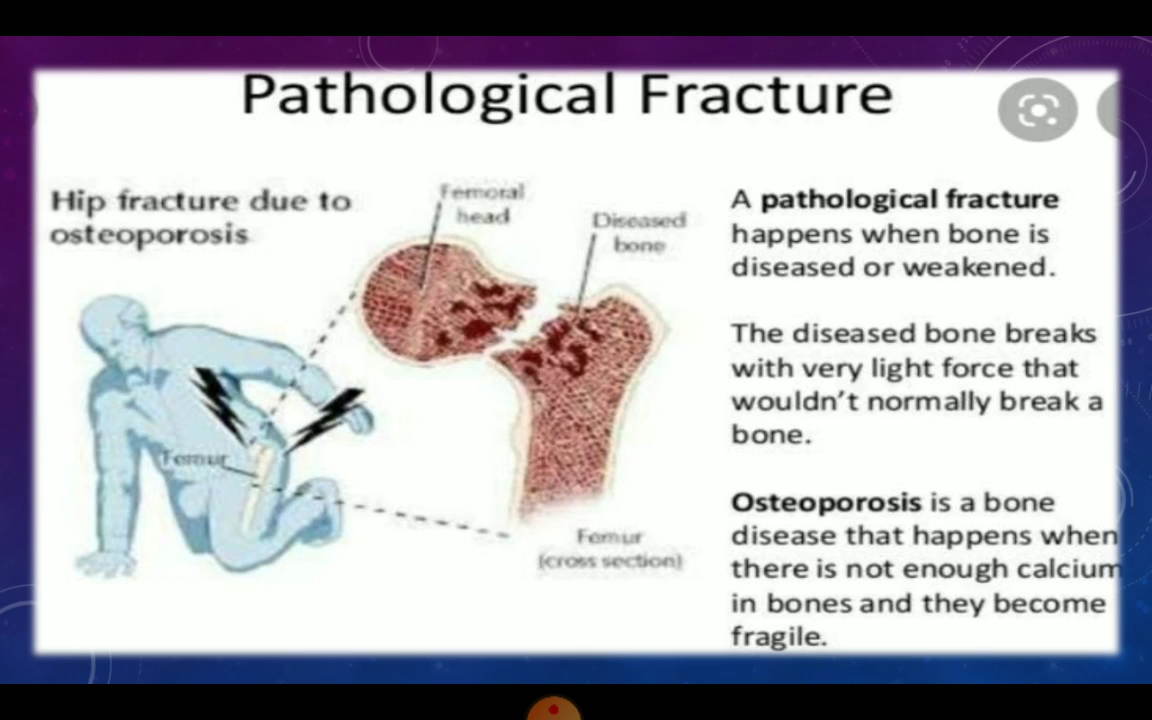 Pathological Fracture
Hip fracture due to
osteoporosis
Femoral
head
Diseased
bone
Femur
Femur
(cross section)
A pathological fracture
happens when bone is
diseased or weakened.
The diseased bone breaks
with very light force that
wouldn't normally break a
bone.
Osteoporosis is a bone
disease that happens when
there is not enough calcium
in bones and they become
fragile.